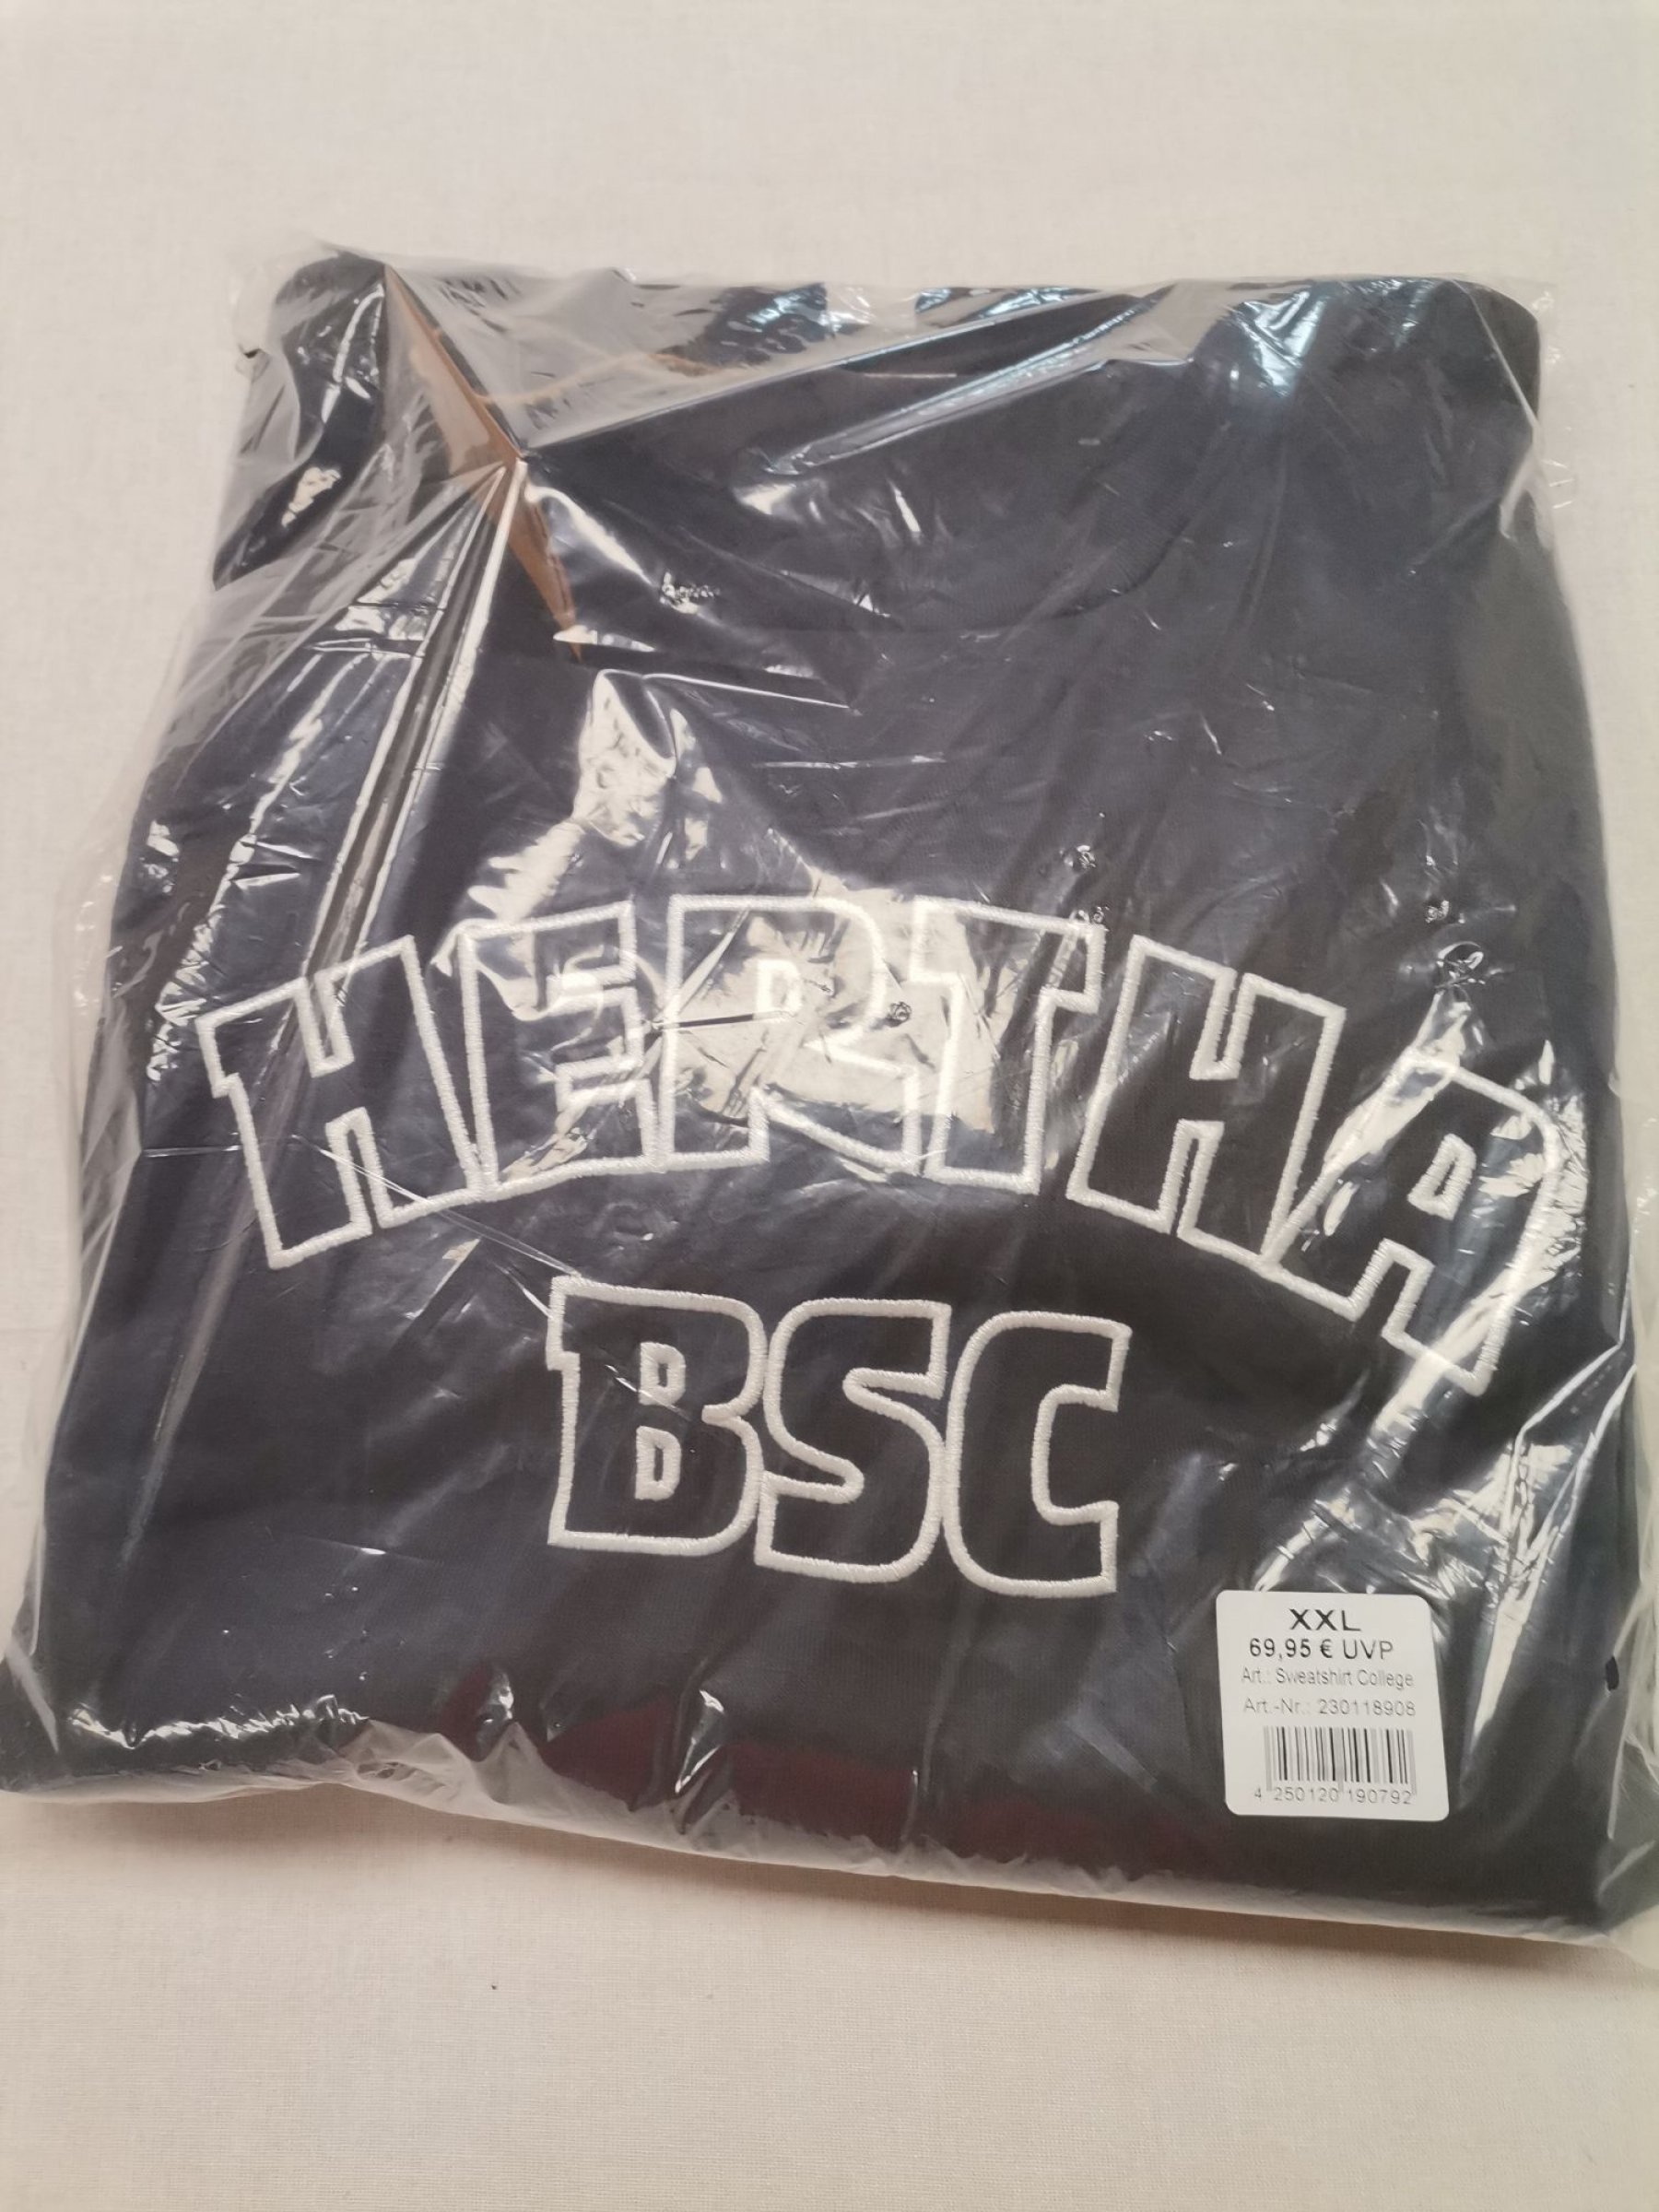 HERTHA
BSC
XXL
69,95 € UVP
Art.: Sweatshirt College
Art.-Nr.: 230118908
4 250120 190792